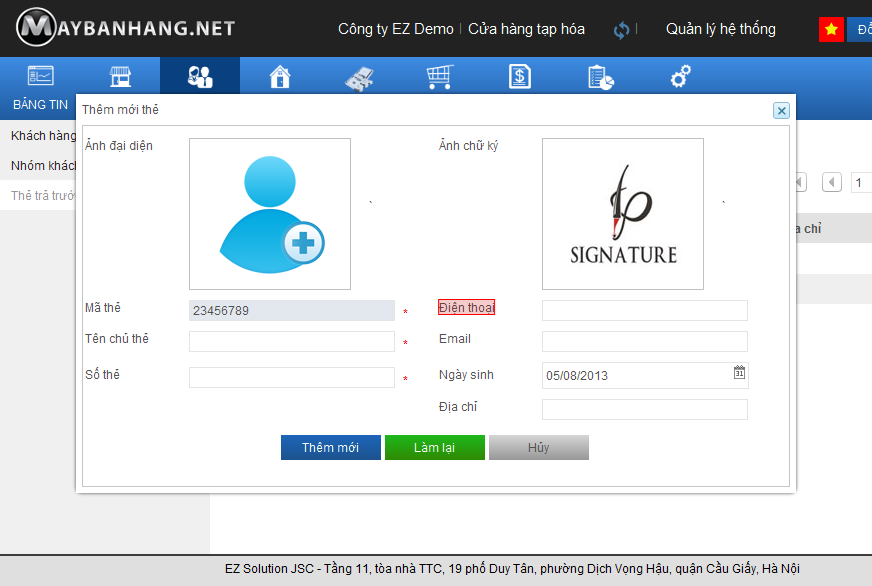 MAYBANHANG.NET
Công ty EZ Demo | Cửa hàng tạp hóa | Quản lý hệ thống
BẢNG TIN
Khách hàng
Thẻ trả trước
1
Thêm mới thẻ
Ảnh đại diện
Ảnh chữ ký
`
`
SIGNATURE
Mã thẻ 23456789 * Điện thoại
Tên chủ thẻ * Email
Số thẻ * Ngày sinh 05/08/2013 31
Địa chỉ
Thêm mới Làm lại Hủy
EZ Solution JSC - Tầng 11, tòa nhà TTC, 19 phố Duy Tân, phường Dịch Vọng Hậu, quận Cầu Giấy, Hà Nội